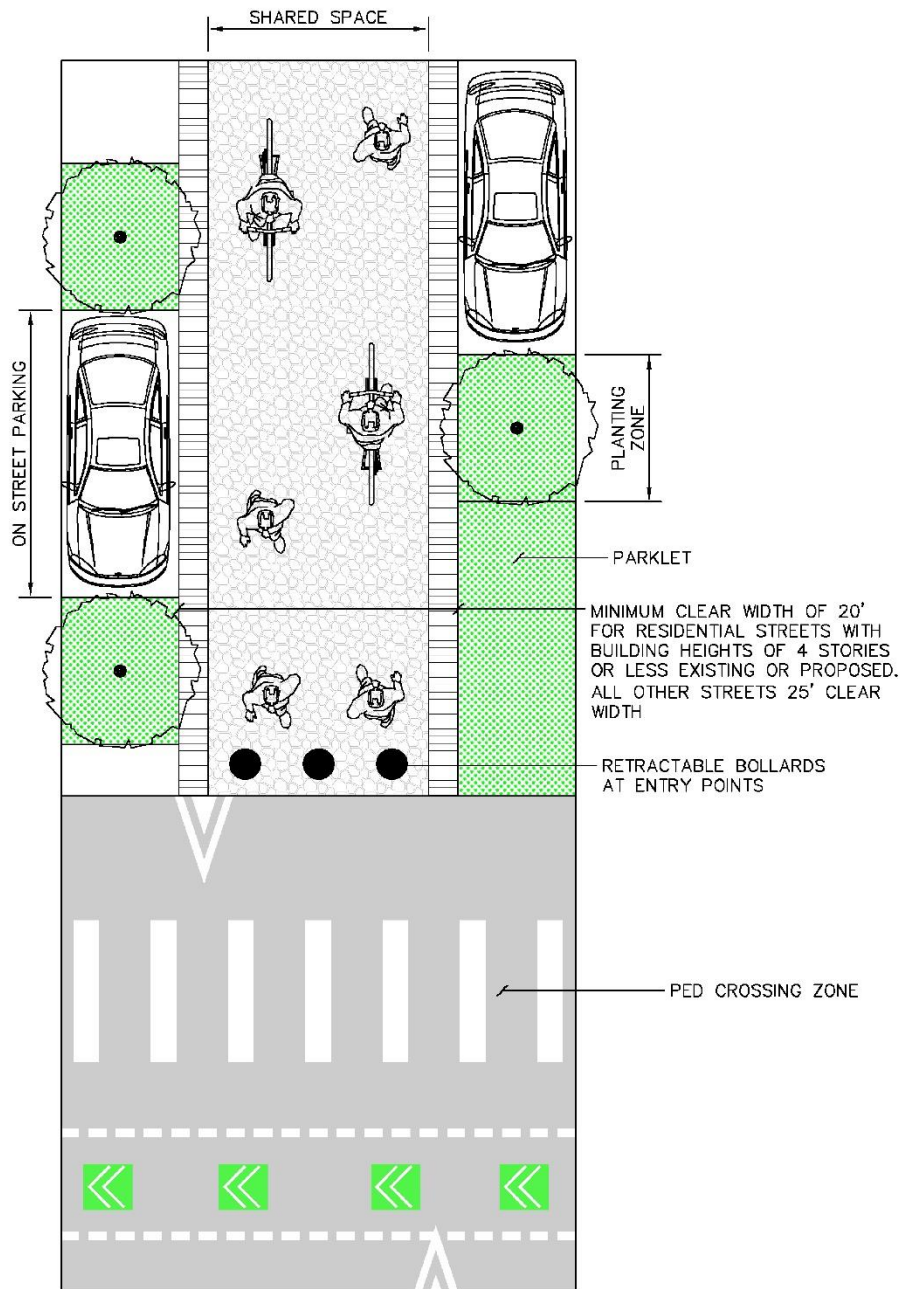 SHARED SPACE
ON STREET PARKING
PLANTING
ZONE
PARKLET
MINIMUM CLEAR WIDTH OF 20'
FOR RESIDENTIAL STREETS WITH
BUILDING HEIGHTS OF 4 STORIES
OR LESS EXISTING OR PROPOSED.
ALL OTHER STREETS 25' CLEAR
WIDTH
RETRACTABLE BOLLARDS
AT ENTRY POINTS
PED CROSSING ZONE